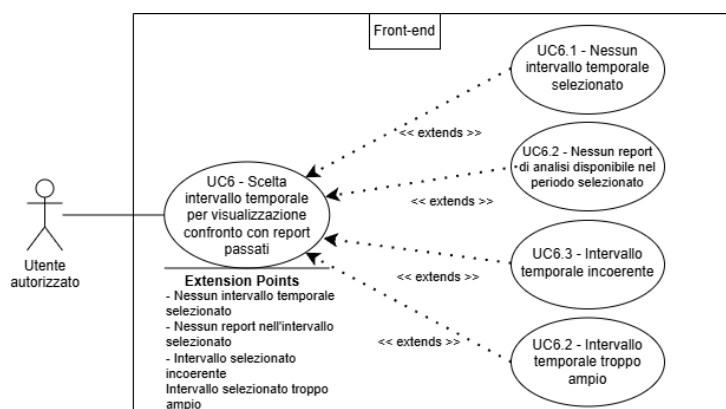 Front-end
UC6.1 - Nessun
intervallo temporale
selezionato
<< extends >>
UC6.2 - Nessun report
di analisi disponibile nel
periodo selezionato
<< extends >>
UC6 - Scelta
intervallo temporale
per visualizzazione
confronto con report
passati
Utente
autorizzato
UC6.3 - Intervallo
temporale incoerente
<< extends >>
Extension Points
- Nessun intervallo temporale
selezionato
- Nessun report nell'intervallo
selezionato
- Intervallo selezionato
incoerente
Intervallo selezionato troppo
ampio
<< extends >>
UC6.2 - Intervallo
temporale troppo
ampio